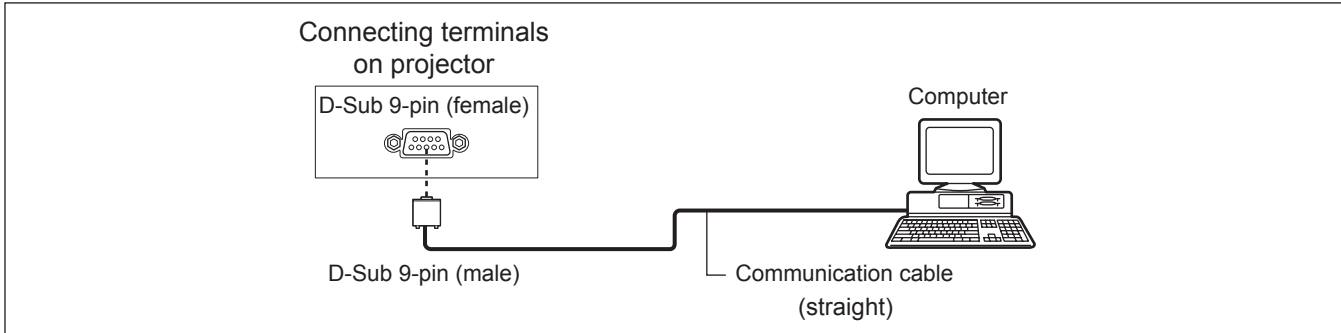 Connecting terminals
on projector
D-Sub 9-pin (female)
Computer
D-Sub 9-pin (male)
Communication cable
(straight)